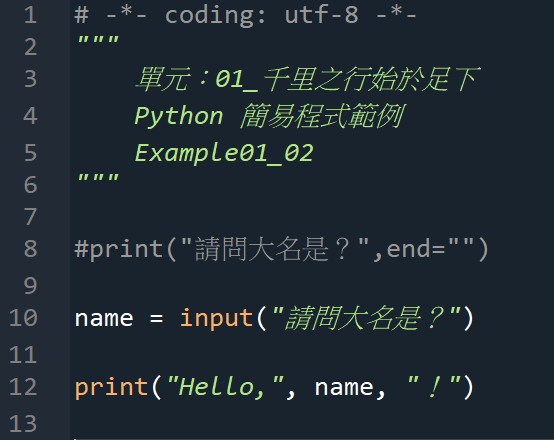 1 # -*- coding: utf-8 -*-
2 """
3     單元：01_千里之行始於足下
4     Python 簡易程式範例
5     Example01_02
6 """
7
8 #print("請問大名是？",end="")
9
10 name = input("請問大名是？")
11
12 print("Hello,", name, "！")
13